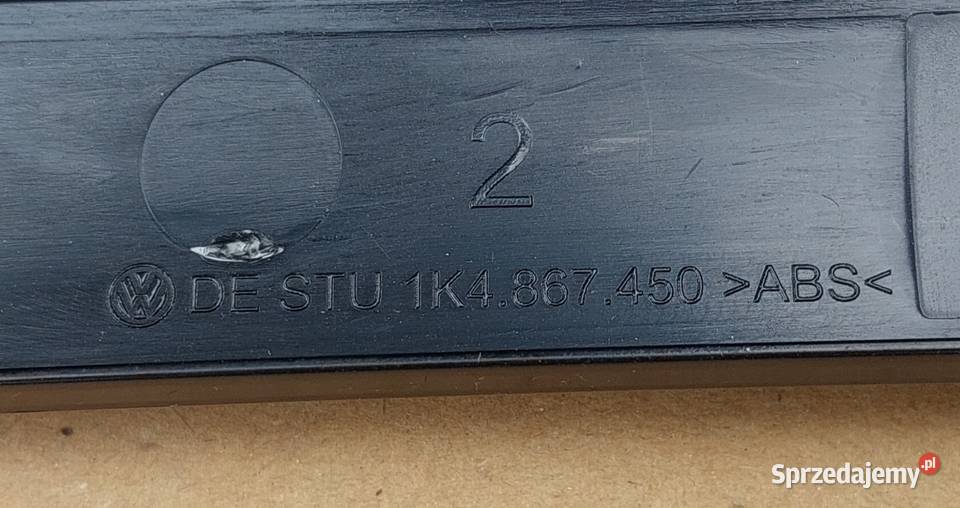 2
DE STU 1K4.867.450 >ABS<
Sprzedajemy.pl